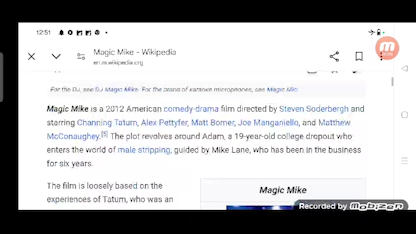 12:51
Magic Mike - Wikipedia
en.m.wikipedia.org
For the DJ, see DJ Magic Mike. For the brand of karaoke microphones, see Magic Mic.
Magic Mike is a 2012 American comedy-drama film directed by Steven Soderbergh and
starring Channing Tatum, Alex Pettyfer, Matt Bomer, Joe Manganiello, and Matthew
McConaughey.[5] The plot revolves around Adam, a 19-year-old college dropout who
enters the world of male stripping, guided by Mike Lane, who has been in the business
for six years.
The film is loosely based on the
experiences of Tatum, who was an
Magic Mike
Recorded by Mobizen